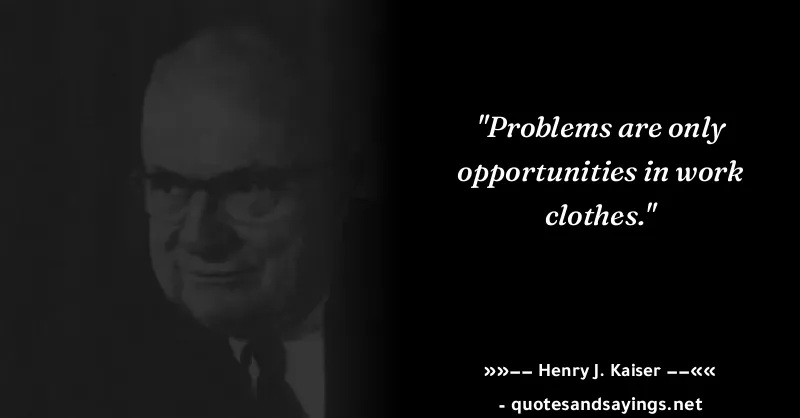 "Problems are only
opportunities in work
clothes."
»»−− Henry J. Kaiser −−««
- quotesandsayings.net